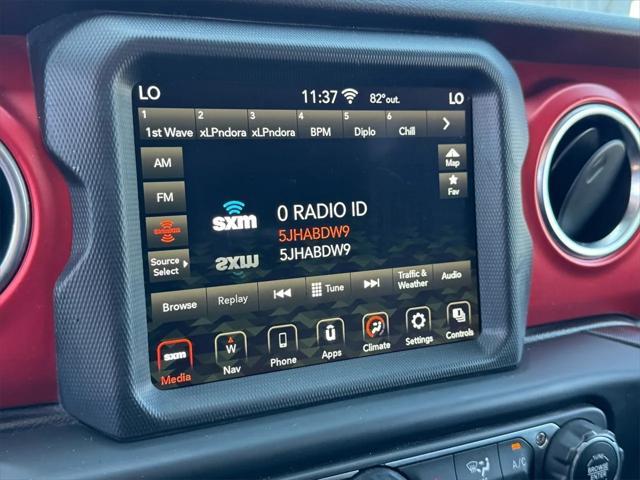 LO 11:37 82°out. LO
1 2 3 4 5 6
1st Wave xLPndora xLPndora BPM Diplo Chill
AM
Map
FM
Fav
sxm 0 RADIO ID
5JHABDW9
5JHABDW9
Source
Select
Browse Replay Tune Traffic & Audio
Weather
sxm W
Media Nav Phone Apps Climate Settings Controls
A/C
BROWSE
ENTER